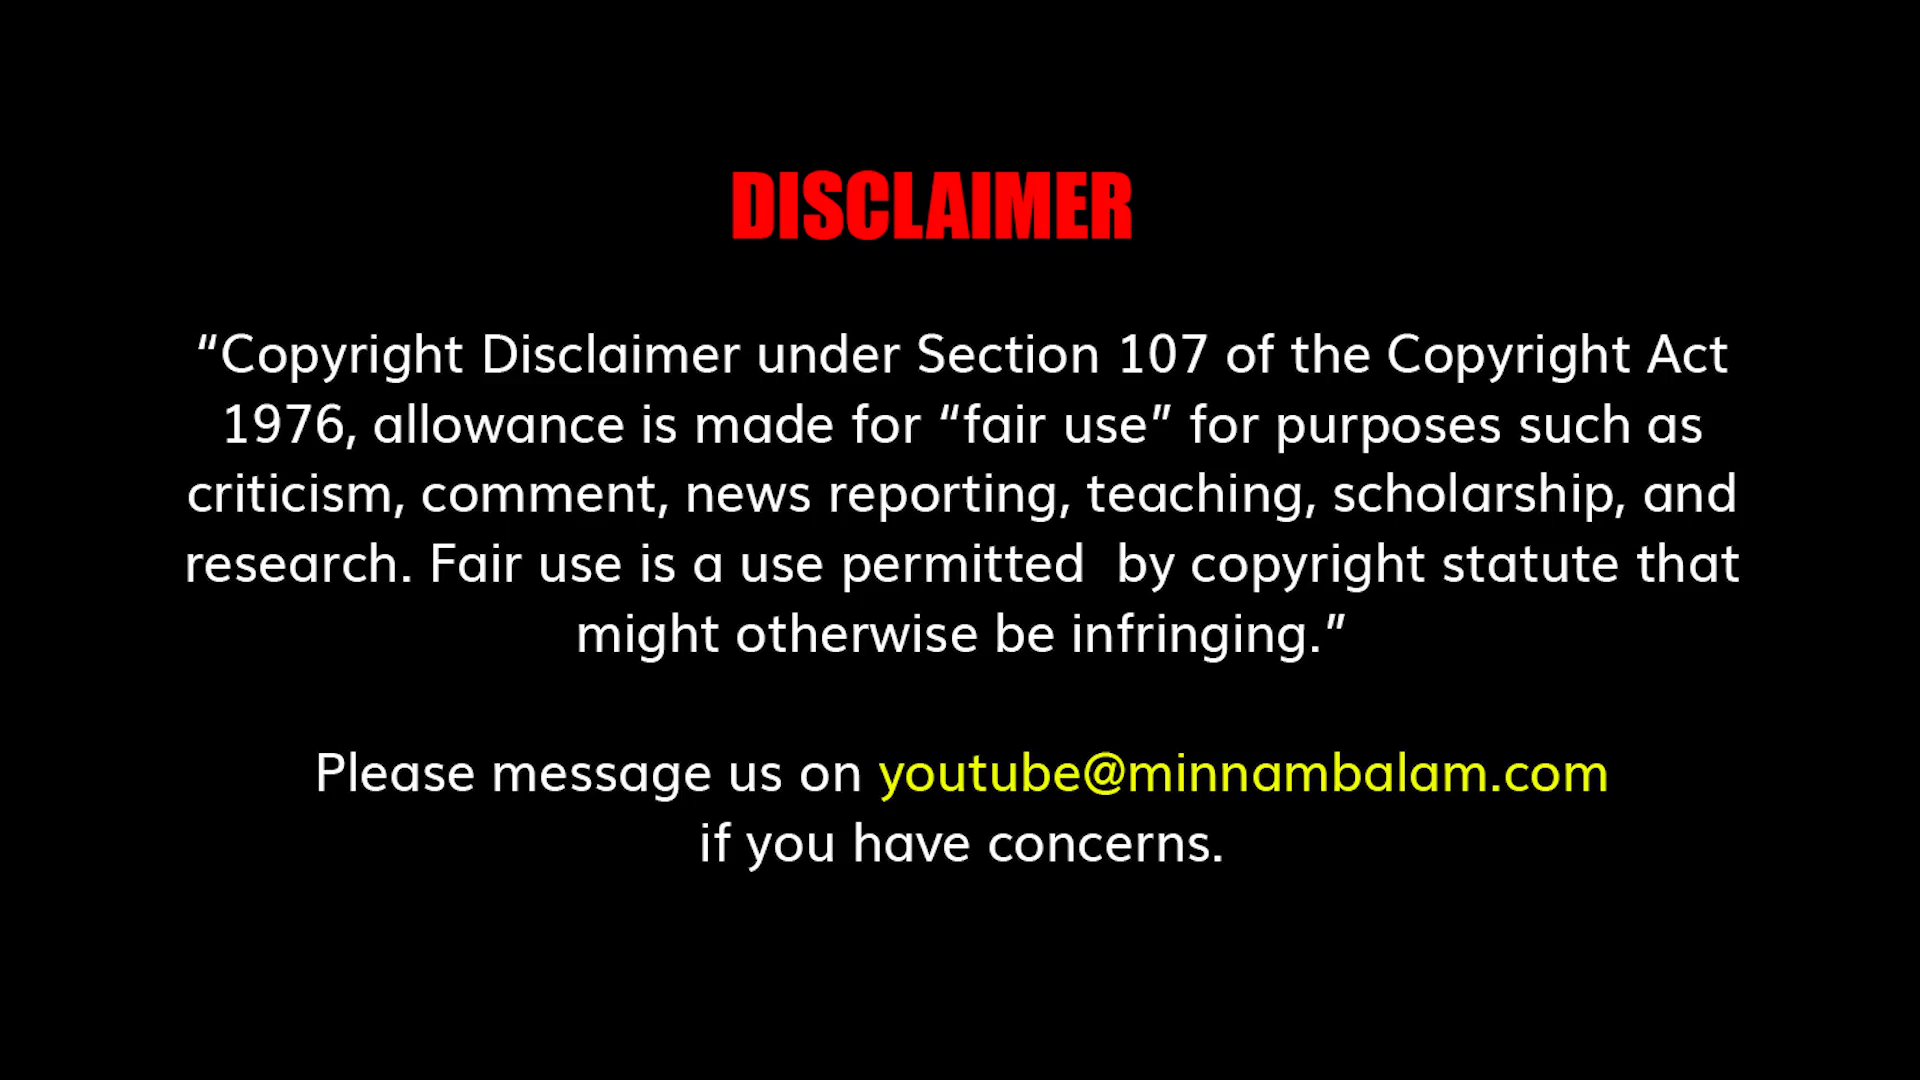 DISCLAIMER
“Copyright Disclaimer under Section 107 of the Copyright Act
1976, allowance is made for “fair use” for purposes such as
criticism, comment, news reporting, teaching, scholarship, and
research. Fair use is a use permitted  by copyright statute that
might otherwise be infringing.”
Please message us on youtube@minnambalam.com
if you have concerns.